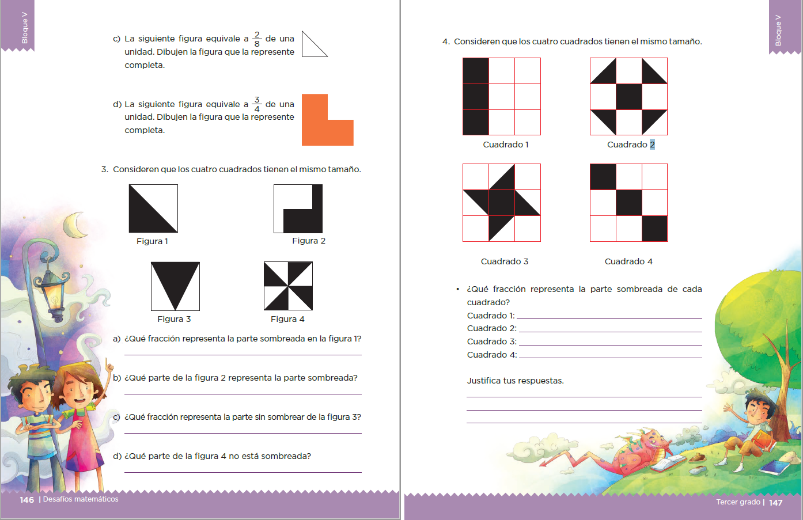 Bloque V
c) La siguiente figura equivale a 2/8 de una
unidad. Dibujen la figura que la represente
completa.
d) La siguiente figura equivale a 3/4 de una
unidad. Dibujen la figura que la represente
completa.
3. Consideren que los cuatro cuadrados tienen el mismo tamaño.
Figura 1
Figura 2
Figura 3
Figura 4
a) ¿Qué fracción representa la parte sombreada en la figura 1?
b) ¿Qué parte de la figura 2 representa la parte sombreada?
c) ¿Qué fracción representa la parte sin sombrear de la figura 3?
d) ¿Qué parte de la figura 4 no está sombreada?
146 | Desafíos matemáticos
Bloque V
4. Consideren que los cuatro cuadrados tienen el mismo tamaño.
Cuadrado 1
Cuadrado 2
Cuadrado 3
Cuadrado 4
• ¿Qué fracción representa la parte sombreada de cada
cuadrado?
Cuadrado 1:
Cuadrado 2:
Cuadrado 3:
Cuadrado 4:
Justifica tus respuestas.
Tercer grado | 147